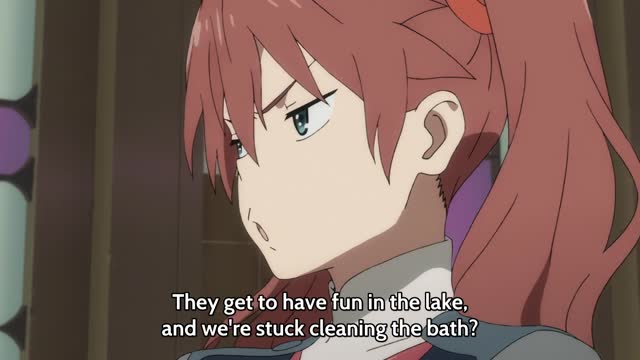 They get to have fun in the lake,
and we're stuck cleaning the bath?